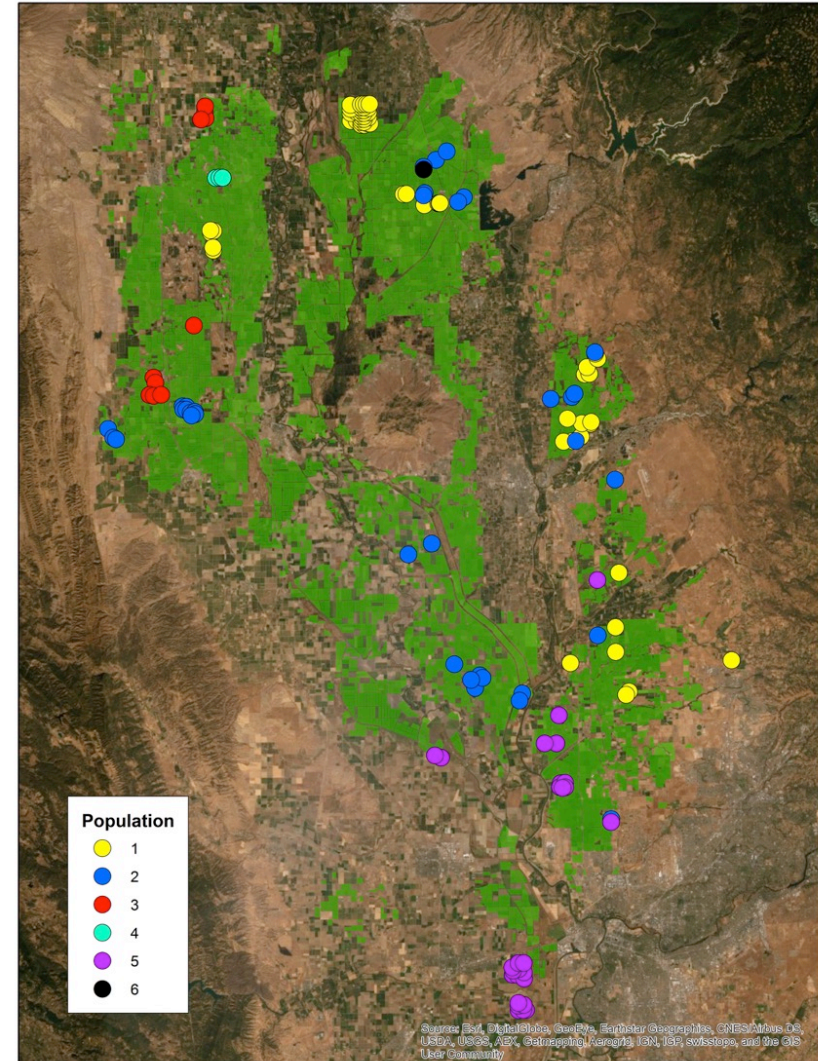 Population
1
2
3
4
5
6
Source: Esri, DigitalGlobe, GeoEye, Earthstar Geographics, CNES/Airbus DS,
USDA, USGS, AEX, Getmapping, Aerogrid, IGN, IGP, swisstopo, and the GIS
User Community